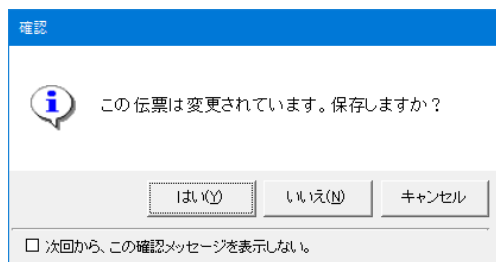 確認
この伝票は変更されています。保存しますか？
はい(Y)
いいえ(N)
キャンセル
次回から、この確認メッセージを表示しない。